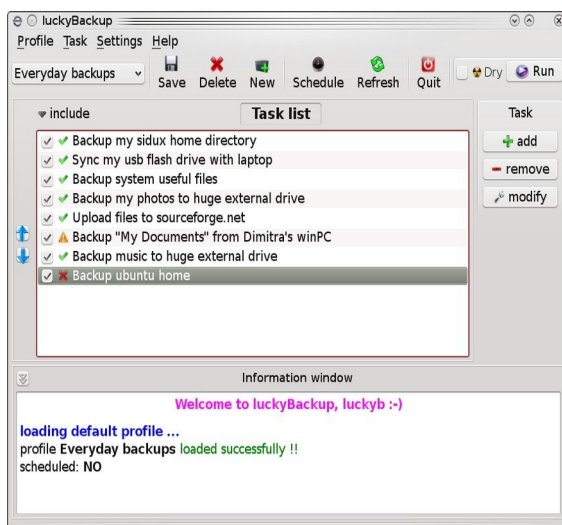 luckyBackup
Profile Task Settings Help
Everyday backups Save Delete New Schedule Refresh Quit Dry Run
include Task list Task
Backup my sidux home directory
Sync my usb flash drive with laptop
Backup system useful files
Backup my photos to huge external drive
Upload files to sourceforge.net
Backup "My Documents" from Dimitra's winPC
Backup music to huge external drive
Backup ubuntu home
add
remove
modify
Information window
Welcome to luckyBackup, luckyb :-)
loading default profile ...
profile Everyday backups loaded successfully !!
scheduled: NO